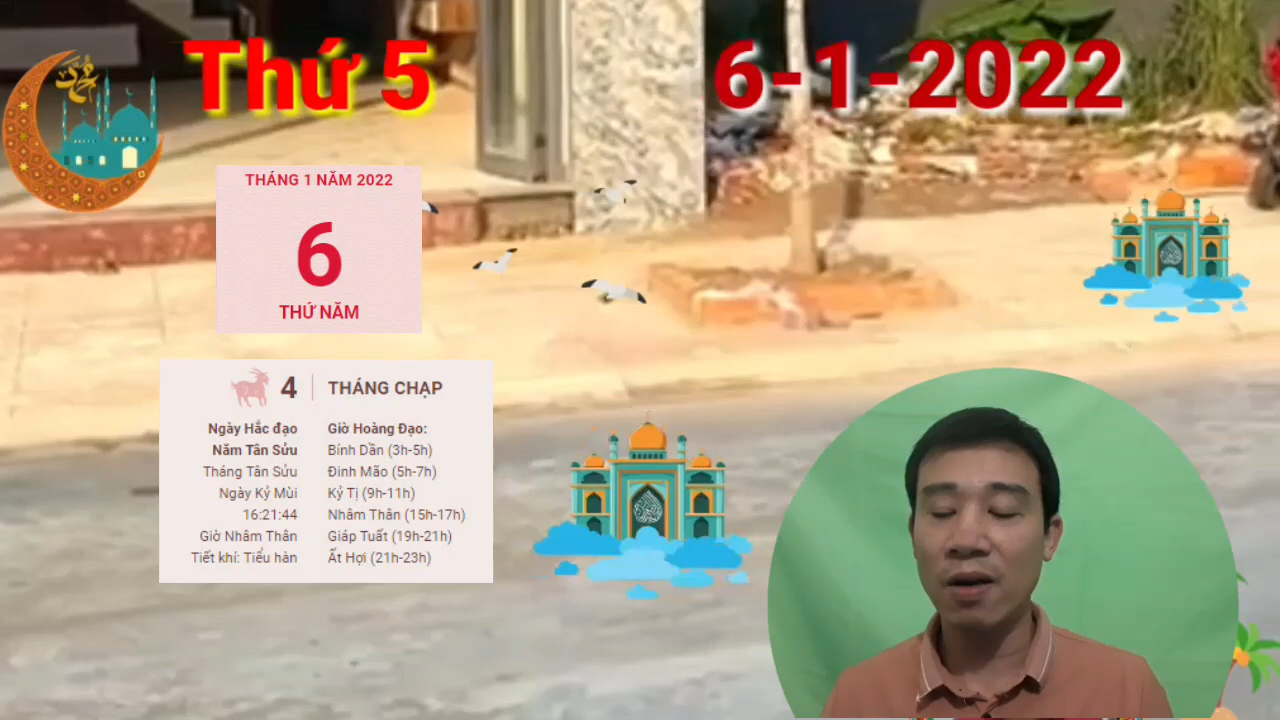 Thứ 5
6-1-2022
THÁNG 1 NĂM 2022
6
THỨ NĂM
4 THÁNG CHẠP
Ngày Hắc đạo
Năm Tân Sửu
Tháng Tân Sửu
Ngày Kỷ Mùi
16:21:44
Giờ Nhâm Thân
Tiết khí: Tiểu hàn
Giờ Hoàng Đạo:
Bính Dần (3h-5h)
Đinh Mão (5h-7h)
Kỷ Tị (9h-11h)
Nhâm Thân (15h-17h)
Giáp Tuất (19h-21h)
Ất Hợi (21h-23h)